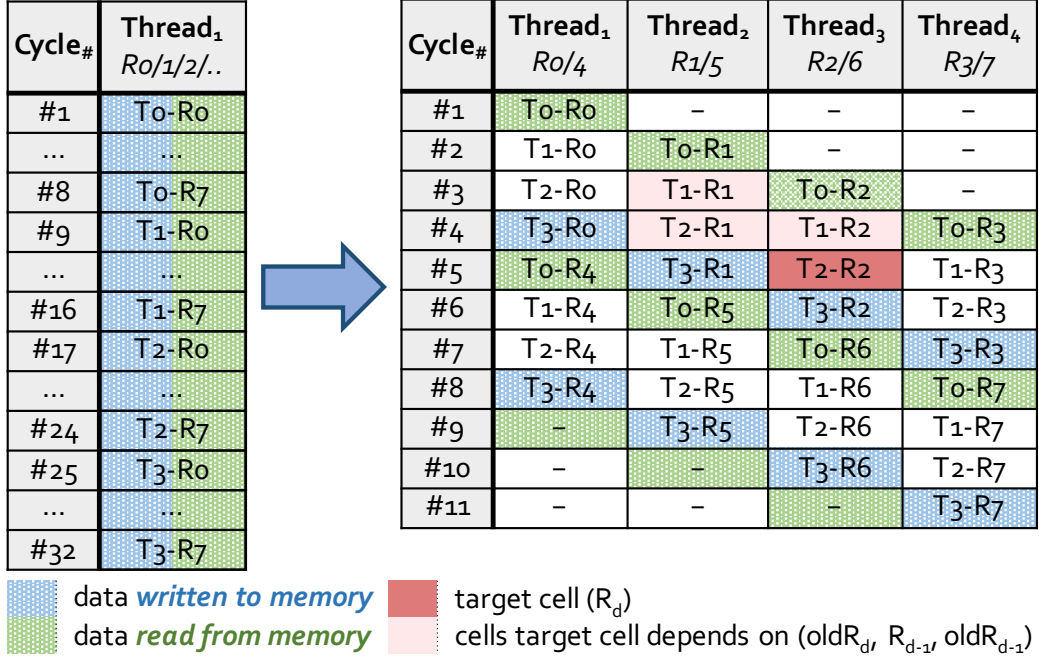 Cycle# Thread₁
R0/1/2/..
#1 T0-R0
... ...
#8 T0-R7
#9 T1-R0
... ...
#16 T1-R7
#17 T2-R0
... ...
#24 T2-R7
#25 T3-R0
... ...
#32 T3-R7
Cycle# Thread₁ Thread₂ Thread₃ Thread₄
R0/4 R1/5 R2/6 R3/7
#1 T0-R0 – – –
#2 T1-R0 T0-R1 – –
#3 T2-R0 T1-R1 T0-R2 –
#4 T3-R0 T2-R1 T1-R2 T0-R3
#5 T0-R4 T3-R1 T2-R2 T1-R3
#6 T1-R4 T0-R5 T3-R2 T2-R3
#7 T2-R4 T1-R5 T0-R6 T3-R3
#8 T3-R4 T2-R5 T1-R6 T0-R7
#9 – T3-R5 T2-R6 T1-R7
#10 – – T3-R6 T2-R7
#11 – – – T3-R7
data written to memory
data read from memory
target cell (R_d)
cells target cell depends on (oldR_d, R_d-1, oldR_d-1)